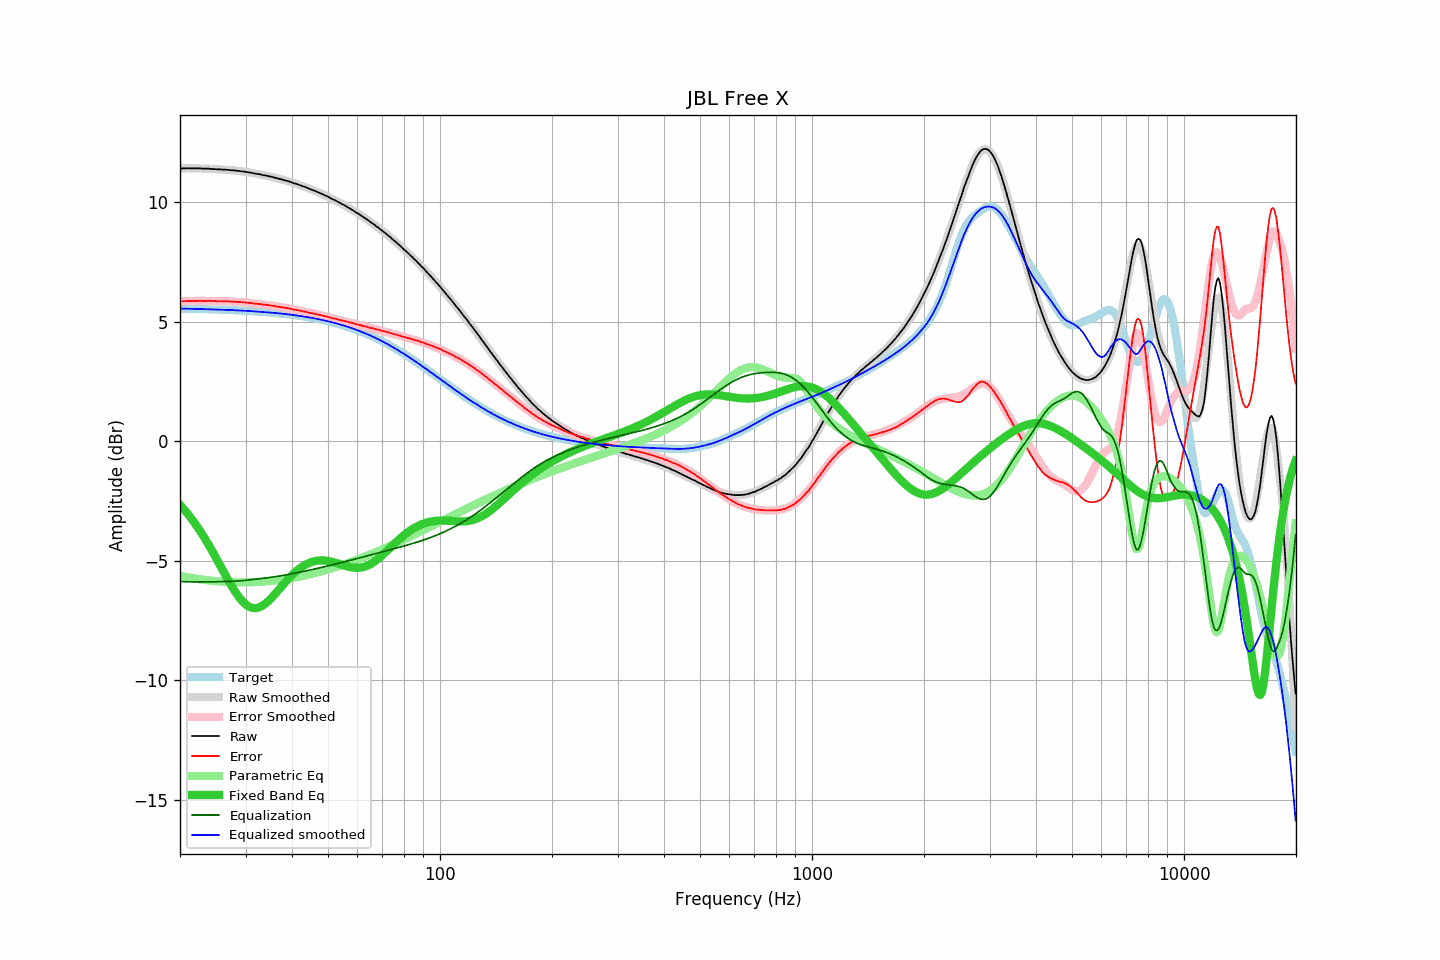 JBL Free X
10
5
0
−5
−10
−15
Amplitude (dBr)
Target
Raw Smoothed
Error Smoothed
Raw
Error
Parametric Eq
Fixed Band Eq
Equalization
Equalized smoothed
100 1000 10000
Frequency (Hz)